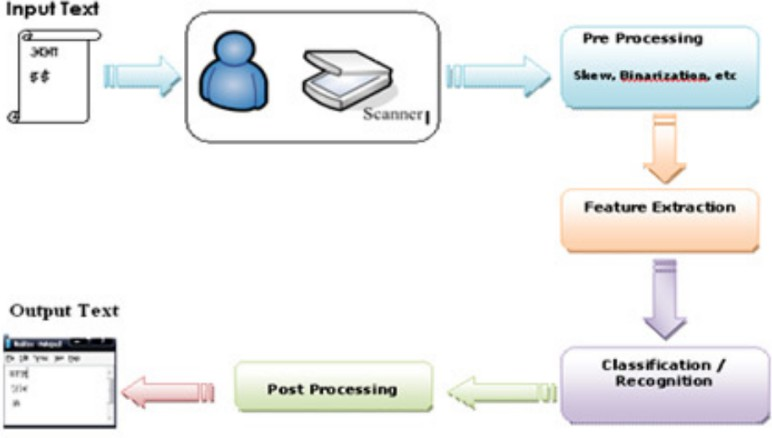 Input Text
Scanner
Pre Processing
Skew, Binarization, etc
Feature Extraction
Classification /
Recognition
Post Processing
Output Text